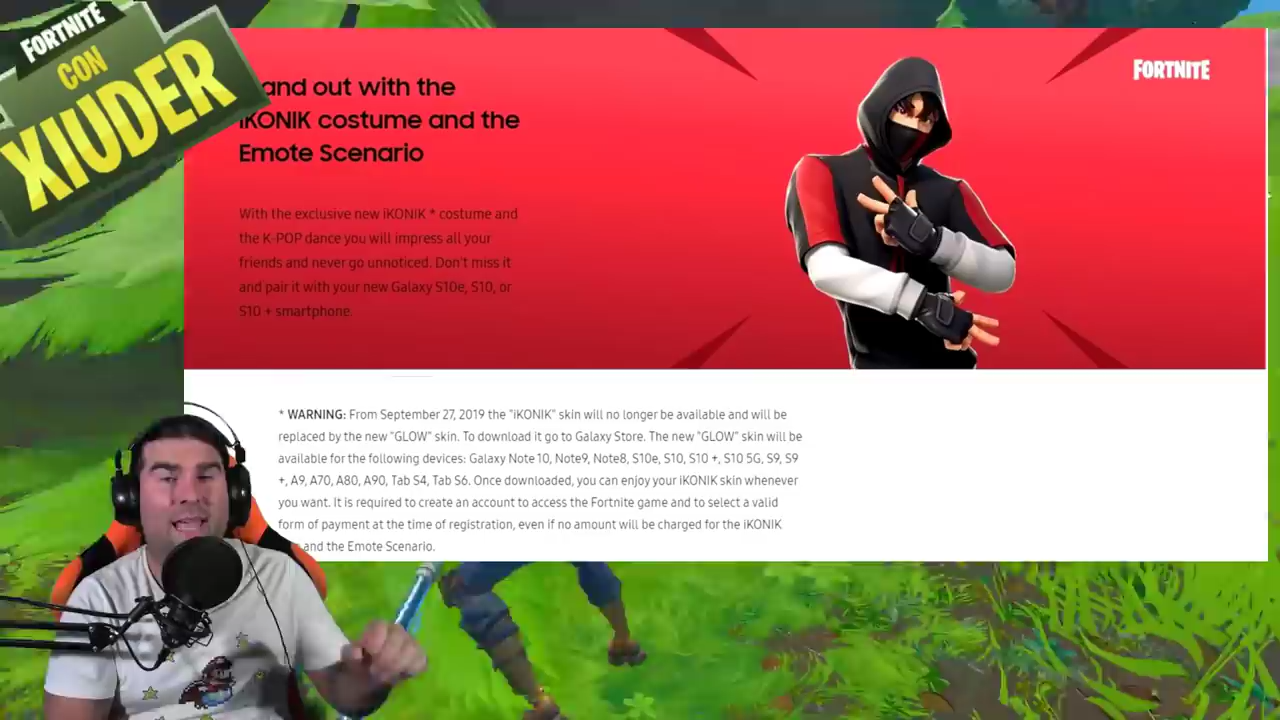 FORTNITE
CON
XIUDER
and out with the
iKONIK costume and the
Emote Scenario
FORTNITE
With the exclusive new iKONIK * costume and
the K-POP dance you will impress all your
friends and never go unnoticed. Don't miss it
and pair it with your new Galaxy S10e, S10, or
S10 + smartphone.
* WARNING: From September 27, 2019 the "iKONIK" skin will no longer be available and will be
replaced by the new "GLOW" skin. To download it go to Galaxy Store. The new "GLOW" skin will be
available for the following devices: Galaxy Note 10, Note9, Note8, S10e, S10, S10 +, S10 5G, S9, S9
+, A9, A70, A80, A90, Tab S4, Tab S6. Once downloaded, you can enjoy your iKONIK skin whenever
you want. It is required to create an account to access the Fortnite game and to select a valid
form of payment at the time of registration, even if no amount will be charged for the iKONIK
and the Emote Scenario.